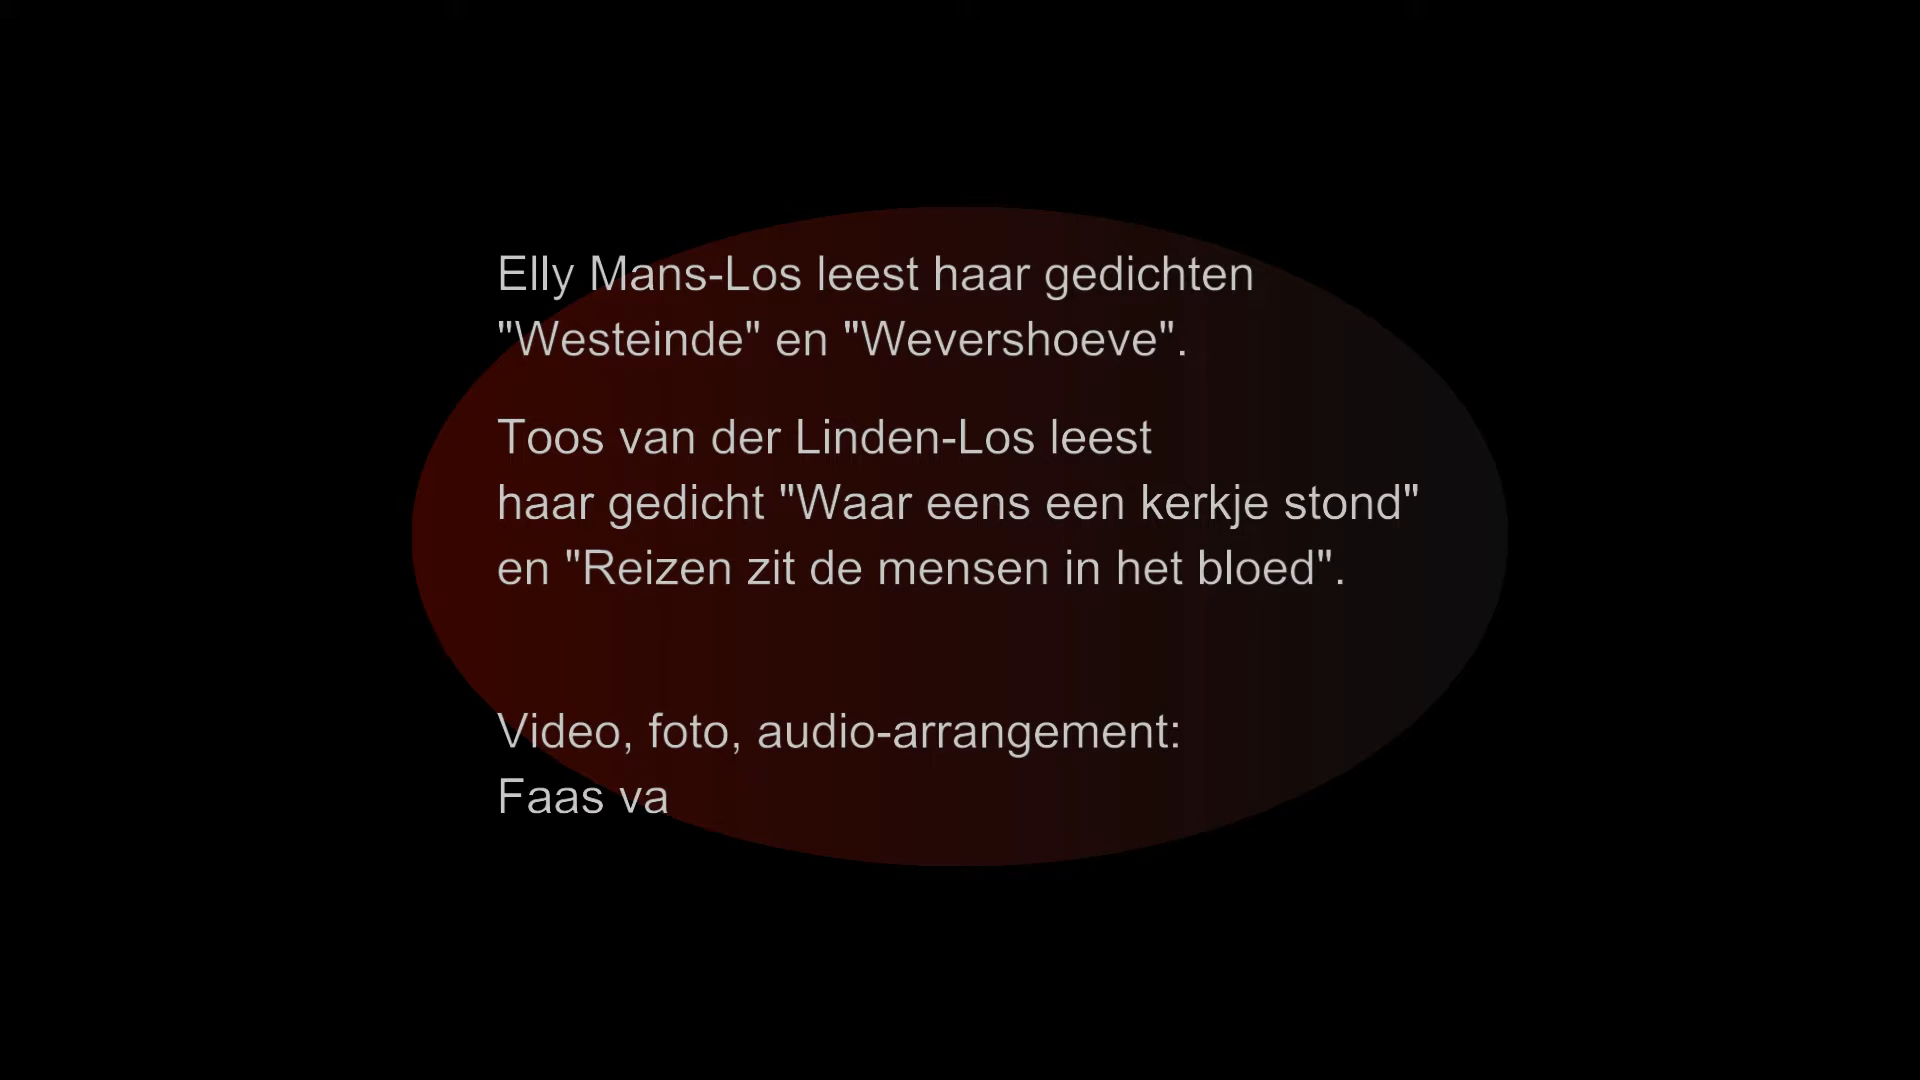 Elly Mans-Los leest haar gedichten
"Westeinde" en "Wevershoeve".
Toos van der Linden-Los leest
haar gedicht "Waar eens een kerkje stond"
en "Reizen zit de mensen in het bloed".
Video, foto, audio-arrangement:
Faas va